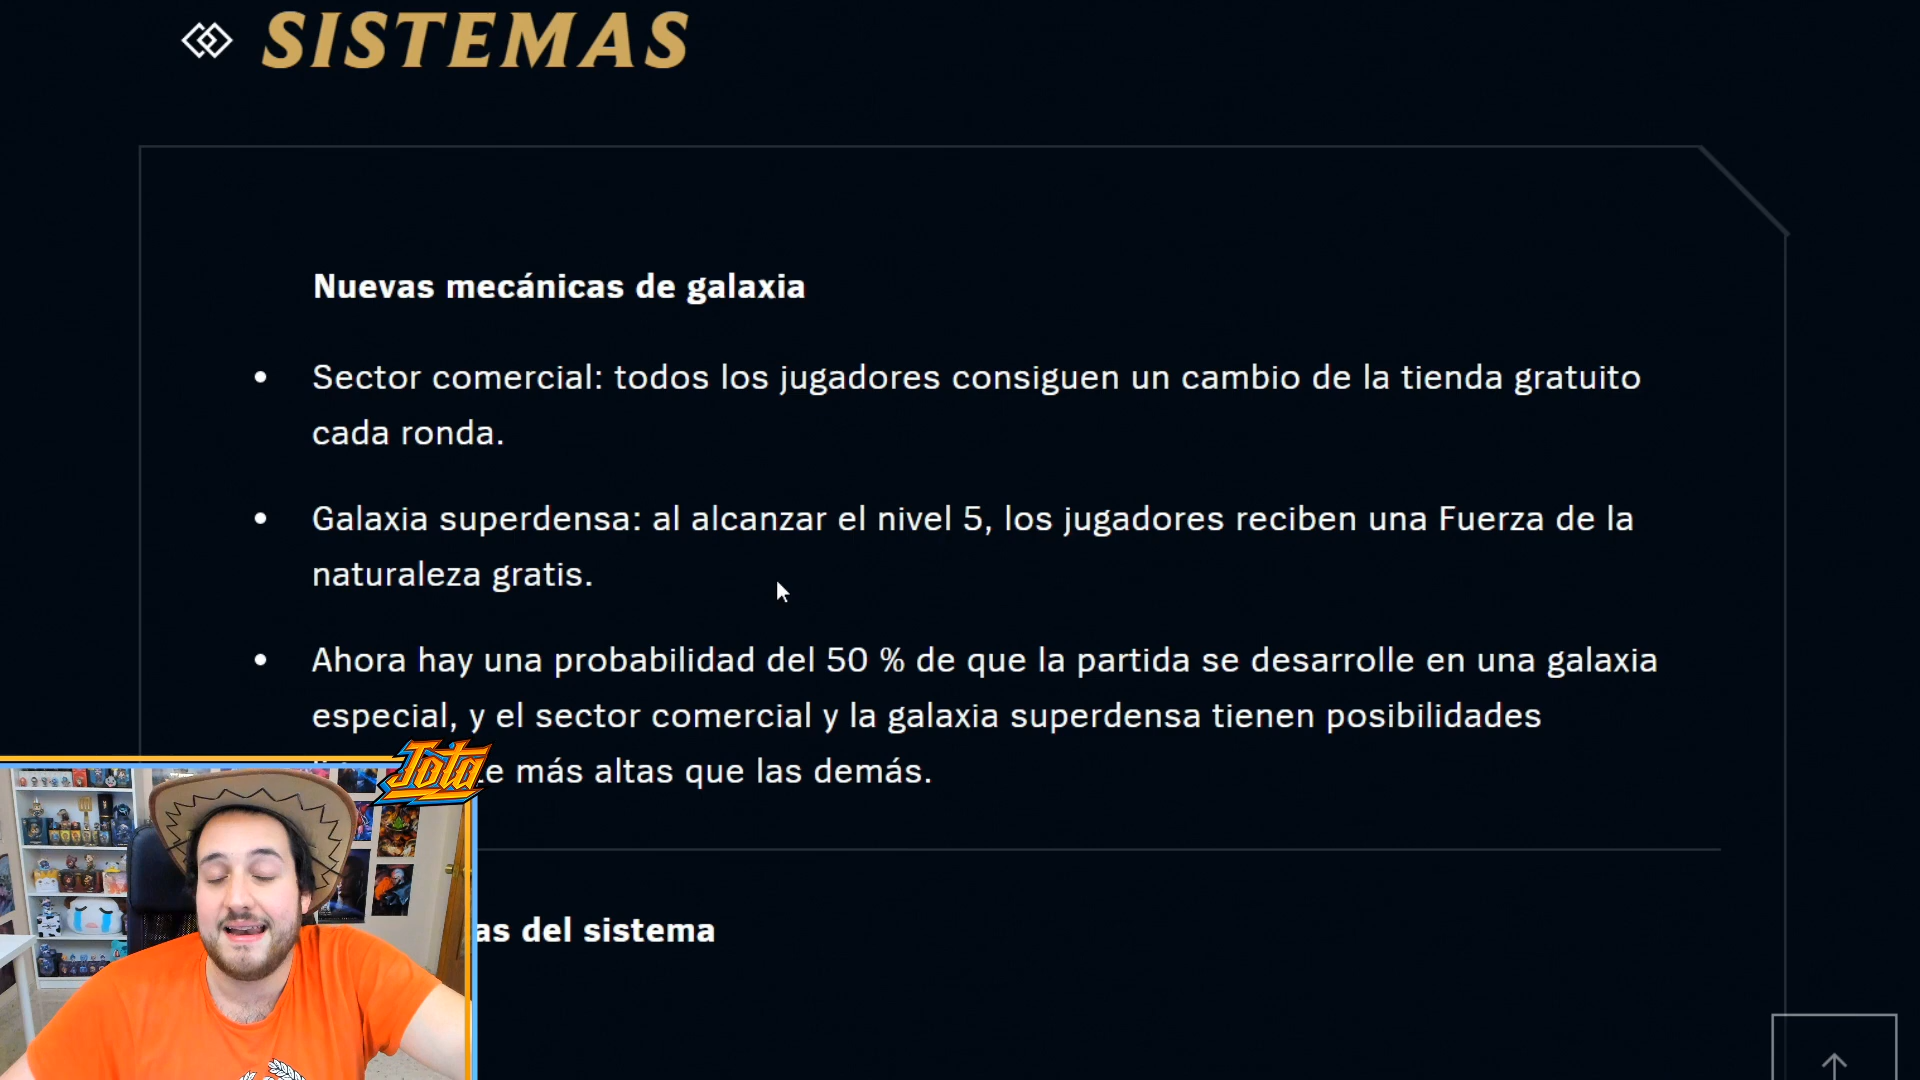 SISTEMAS
Nuevas mecánicas de galaxia
Sector comercial: todos los jugadores consiguen un cambio de la tienda gratuito
cada ronda.
Galaxia superdensa: al alcanzar el nivel 5, los jugadores reciben una Fuerza de la
naturaleza gratis.
Ahora hay una probabilidad del 50 % de que la partida se desarrolle en una galaxia
especial, y el sector comercial y la galaxia superdensa tienen posibilidades
más altas que las demás.
Jota
del sistema